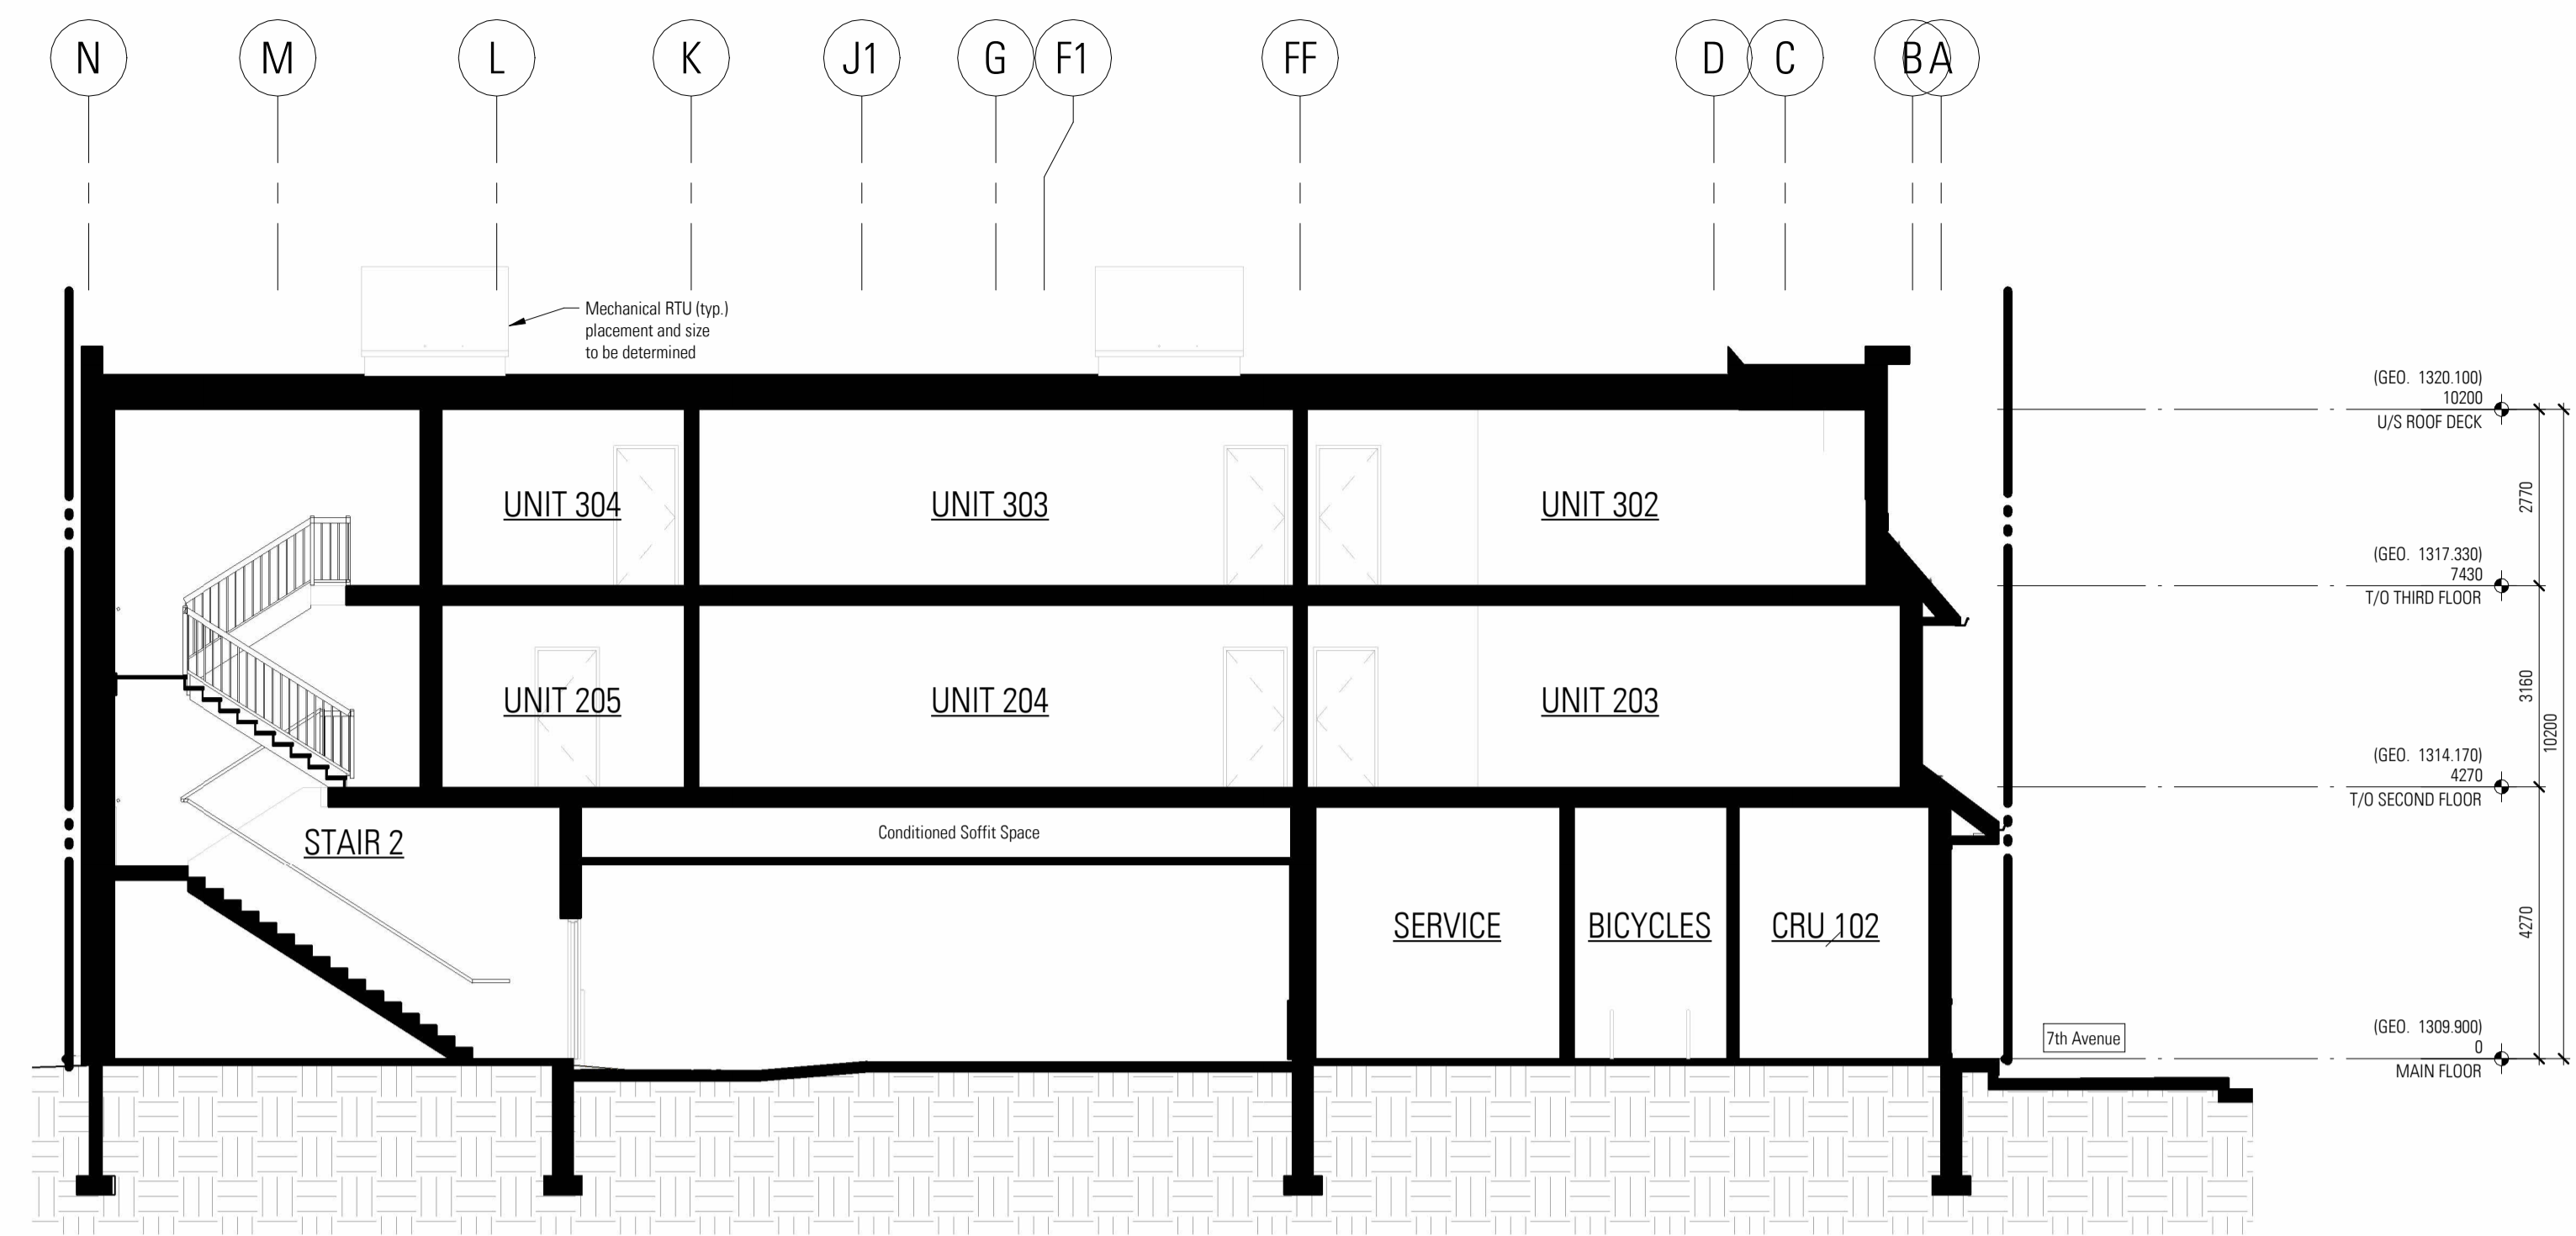 N
M
L
K
J1
G
F1
FF
D
C
B
A
Mechanical RTU (typ.)
placement and size
to be determined
(GEO. 1320.100)
10200
U/S ROOF DECK
2770
UNIT 304
UNIT 303
UNIT 302
(GEO. 1317.330)
7430
T/O THIRD FLOOR
3160
UNIT 205
UNIT 204
UNIT 203
10200
(GEO. 1314.170)
4270
T/O SECOND FLOOR
STAIR 2
Conditioned Soffit Space
SERVICE
BICYCLES
CRU 102
4270
7th Avenue
(GEO. 1309.900)
0
MAIN FLOOR